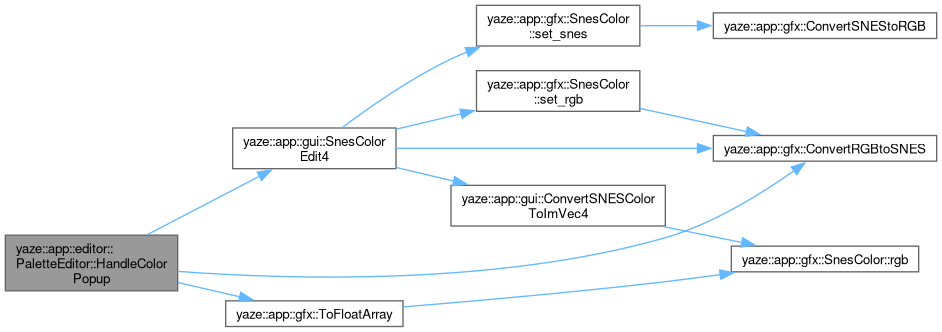 yaze::app::gfx::SnesColor
::set_snes
yaze::app::gfx::ConvertSNEStoRGB
yaze::app::gfx::SnesColor
::set_rgb
yaze::app::gui::SnesColor
Edit4
yaze::app::gfx::ConvertRGBtoSNES
yaze::app::gui::ConvertSNESColor
ToImVec4
yaze::app::editor::
PaletteEditor::HandleColor
Popup
yaze::app::gfx::SnesColor::rgb
yaze::app::gfx::ToFloatArray